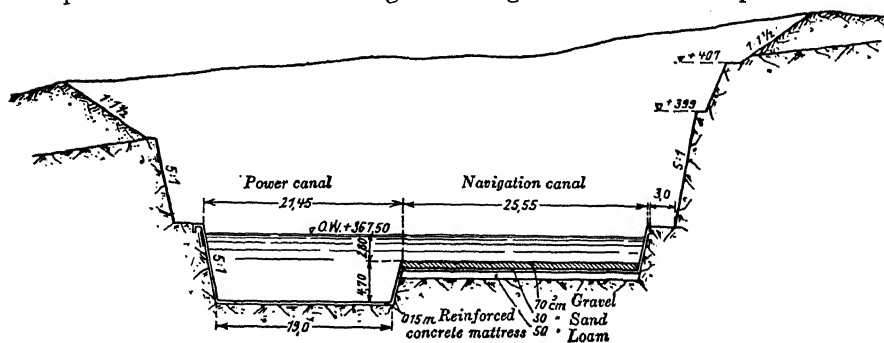 1:1½
+407
1:1½
+399
5:1
5:1
Power canal
Navigation canal
21,45
25,55
3,0
O.W.+367,50
2,80
5:1
4,70
19,0
0,15 m. Reinforced
concrete mattress
70 cm Gravel
30 " Sand
50 " Loam